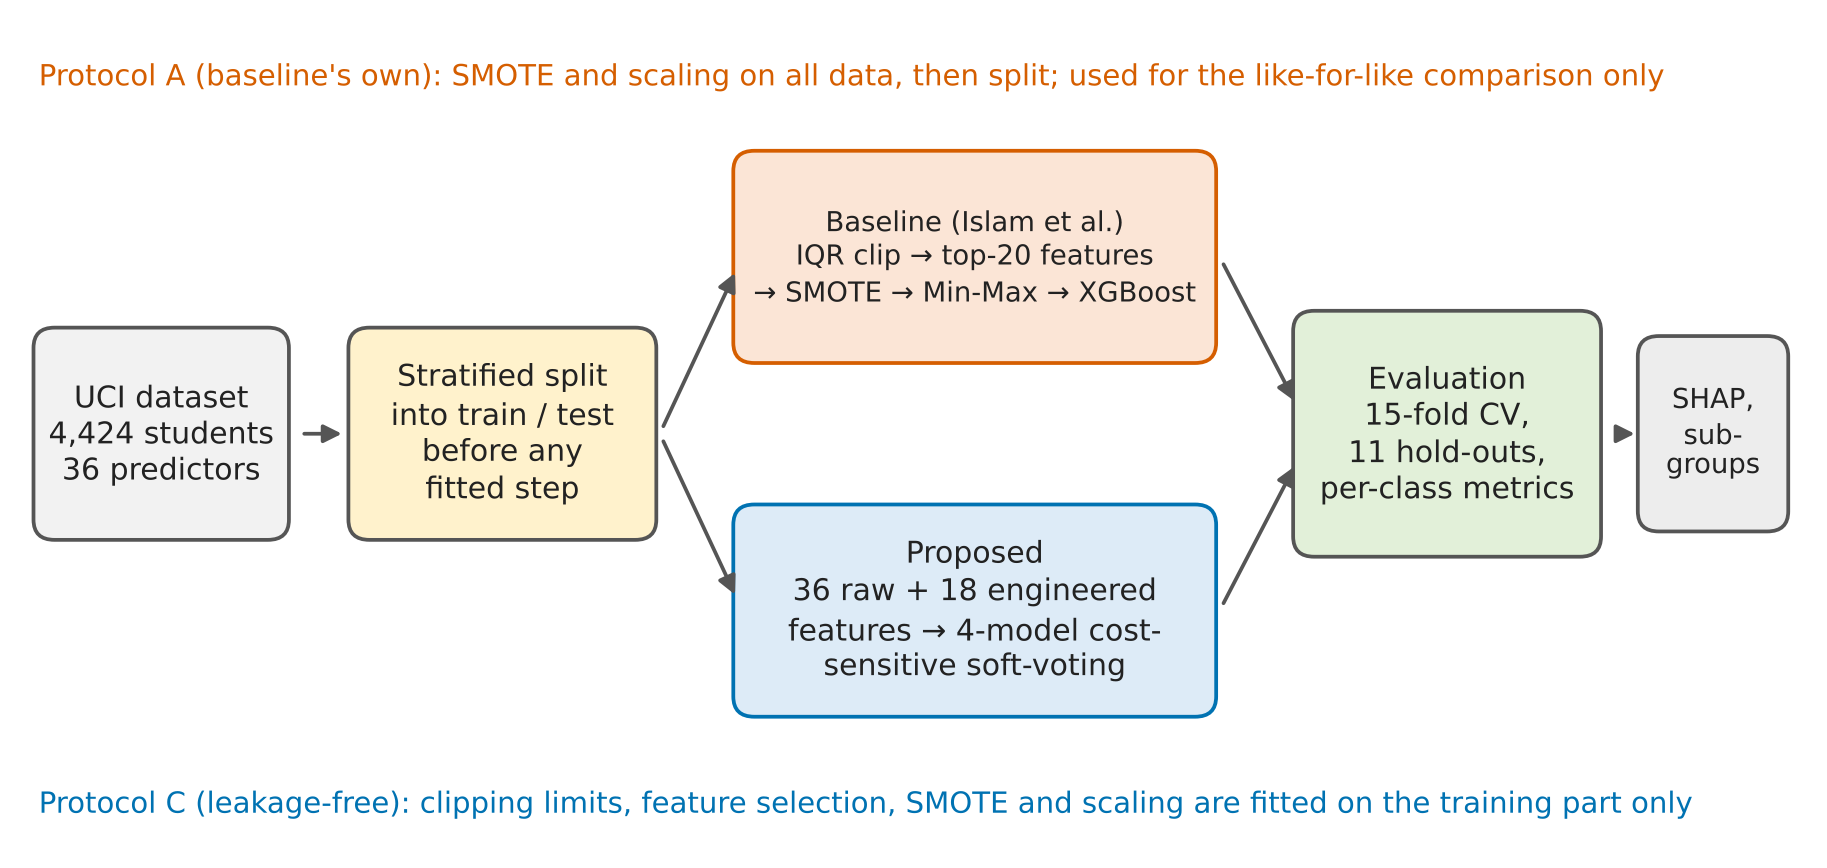 Protocol A (baseline's own): SMOTE and scaling on all data, then split; used for the like-for-like comparison only
UCI dataset
4,424 students
36 predictors
Stratified split
into train / test
before any
fitted step
Baseline (Islam et al.)
IQR clip → top-20 features
→ SMOTE → Min-Max → XGBoost
Proposed
36 raw + 18 engineered
features → 4-model cost-
sensitive soft-voting
Evaluation
15-fold CV,
11 hold-outs,
per-class metrics
SHAP,
sub-
groups
Protocol C (leakage-free): clipping limits, feature selection, SMOTE and scaling are fitted on the training part only